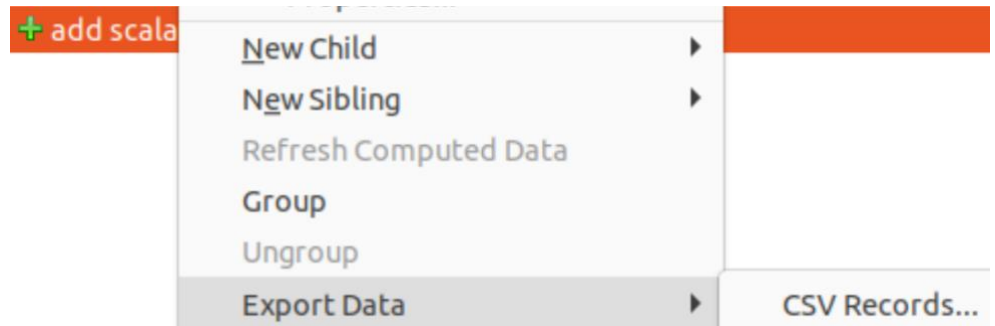 add scala
New Child
New Sibling
Refresh Computed Data
Group
Ungroup
Export Data
CSV Records...